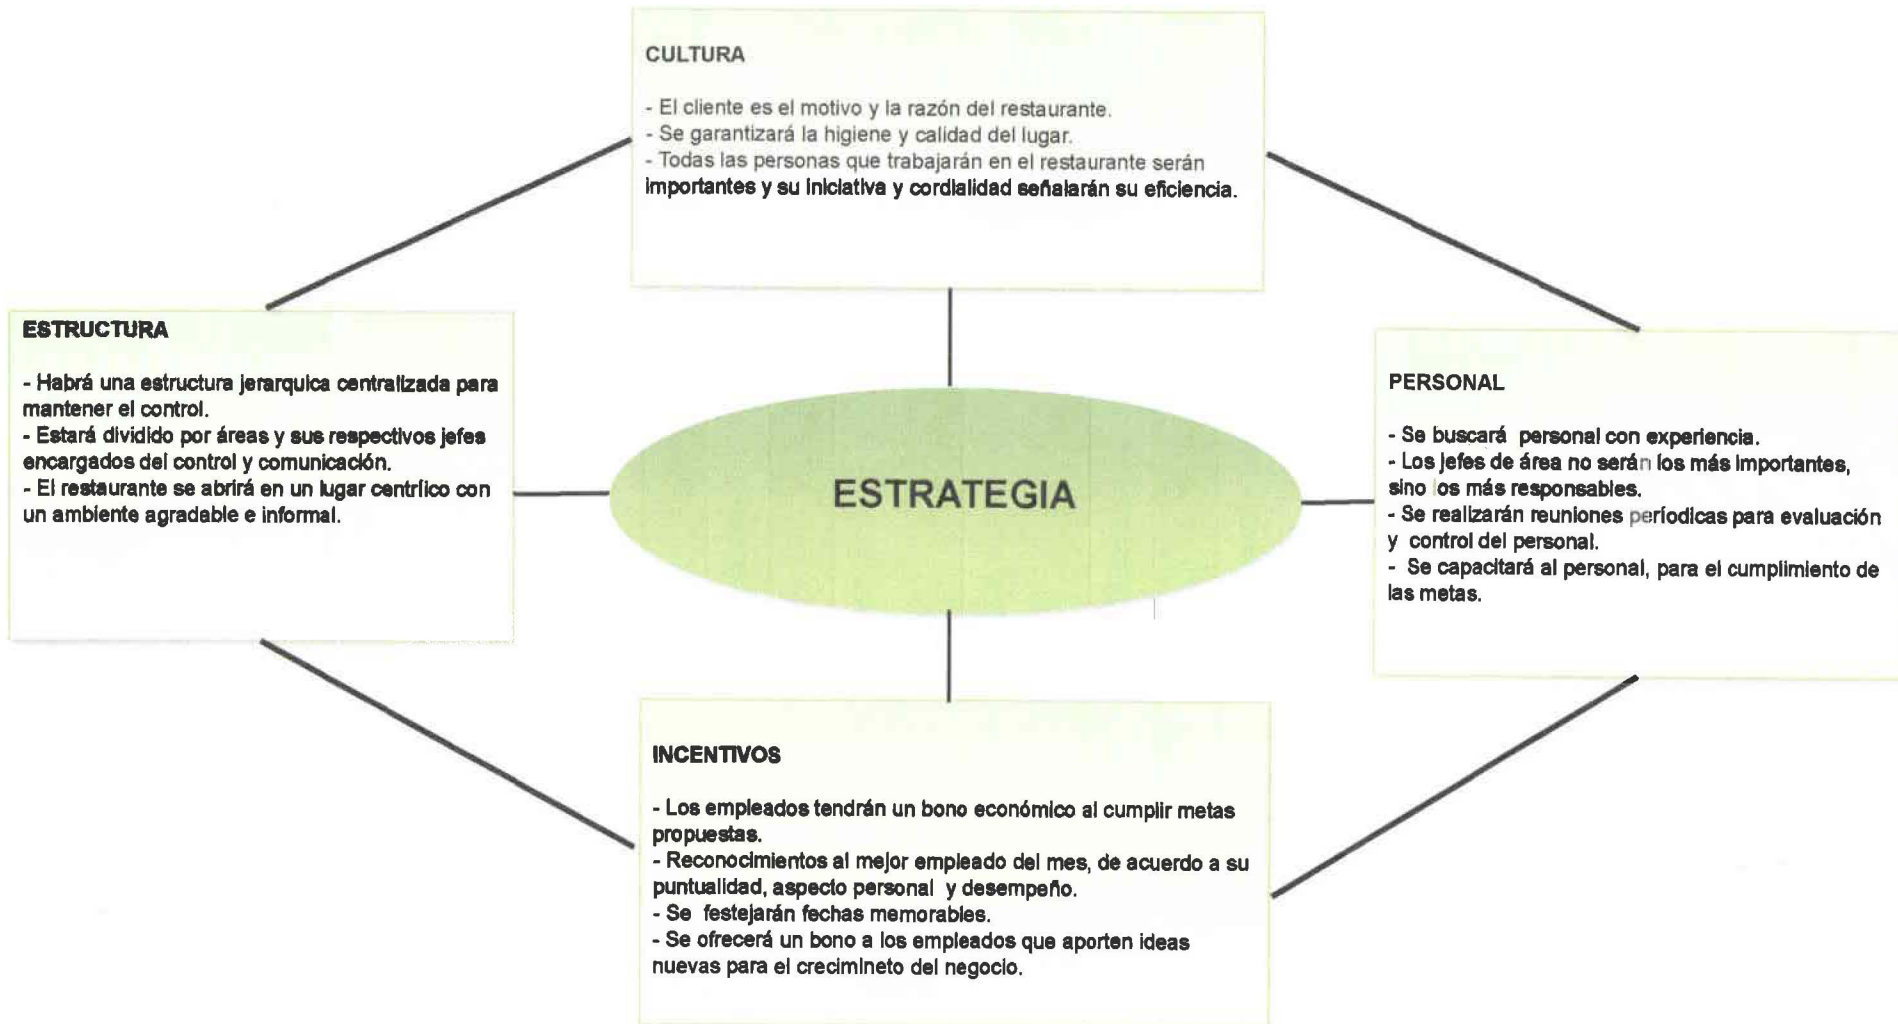 CULTURA
- El cliente es el motivo y la razón del restaurante.
- Se garantizará la higiene y calidad del lugar.
- Todas las personas que trabajarán en el restaurante serán
importantes y su iniciativa y cordialidad señalarán su eficiencia.
ESTRUCTURA
- Habrá una estructura jerarquica centralizada para
mantener el control.
- Estará dividido por áreas y sus respectivos jefes
encargados del control y comunicación.
- El restaurante se abrirá en un lugar centrlico con
un ambiente agradable e informal.
ESTRATEGIA
PERSONAL
- Se buscará personal con experiencia.
- Los jefes de área no serán los más importantes,
sino los más responsables.
- Se realizarán reuniones períodicas para evaluación
y control del personal.
- Se capacitará al personal, para el cumplimiento de
las metas.
INCENTIVOS
- Los empleados tendrán un bono económico al cumplir metas
propuestas.
- Reconocimientos al mejor empleado del mes, de acuerdo a su
puntualidad, aspecto personal y desempeño.
- Se festejarán fechas memorables.
- Se ofrecerá un bono a los empleados que aporten ideas
nuevas para el crecimineto del negocio.